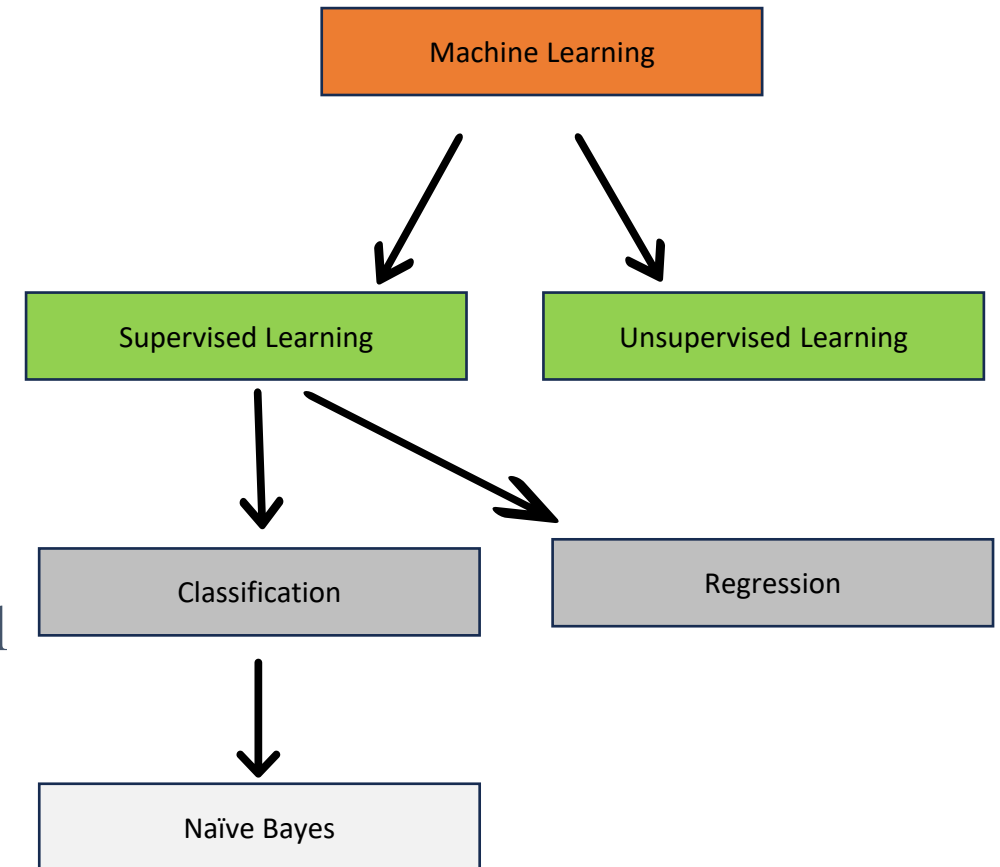 Machine Learning
Supervised Learning
Unsupervised Learning
Classification
Regression
Naïve Bayes